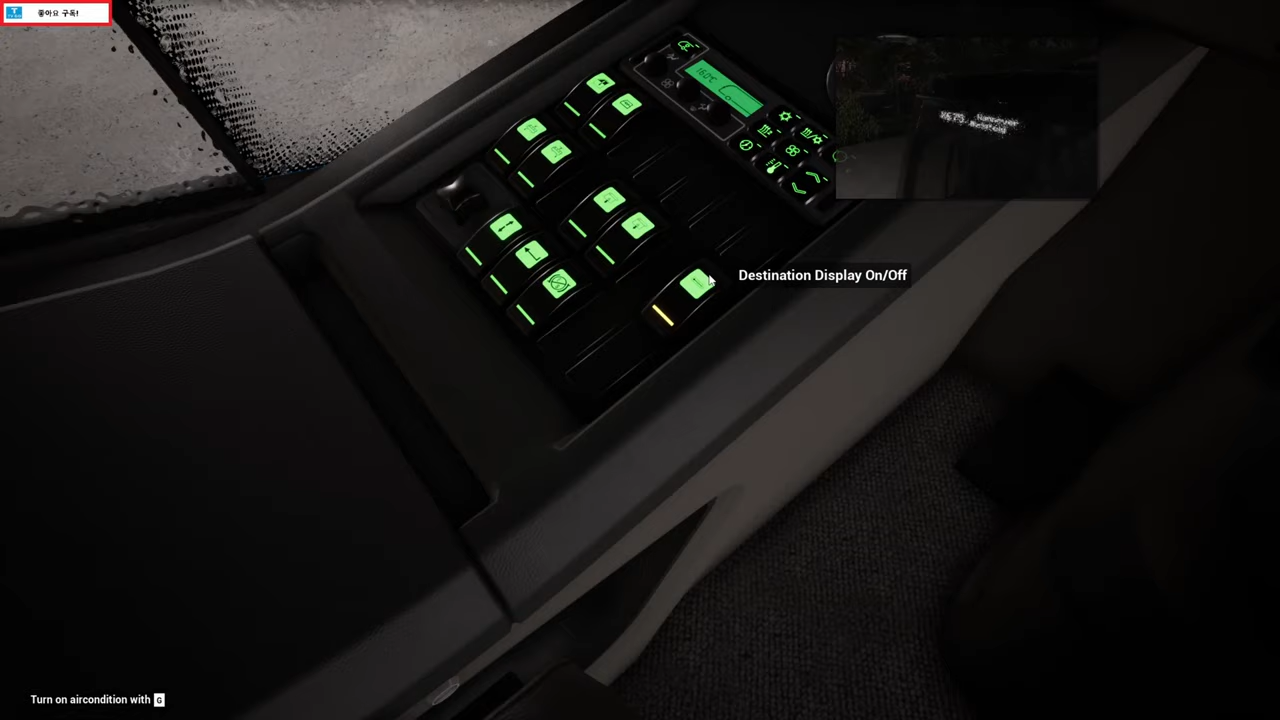 좋아요 구독!
Destination Display On/Off
Turn on aircondition with G